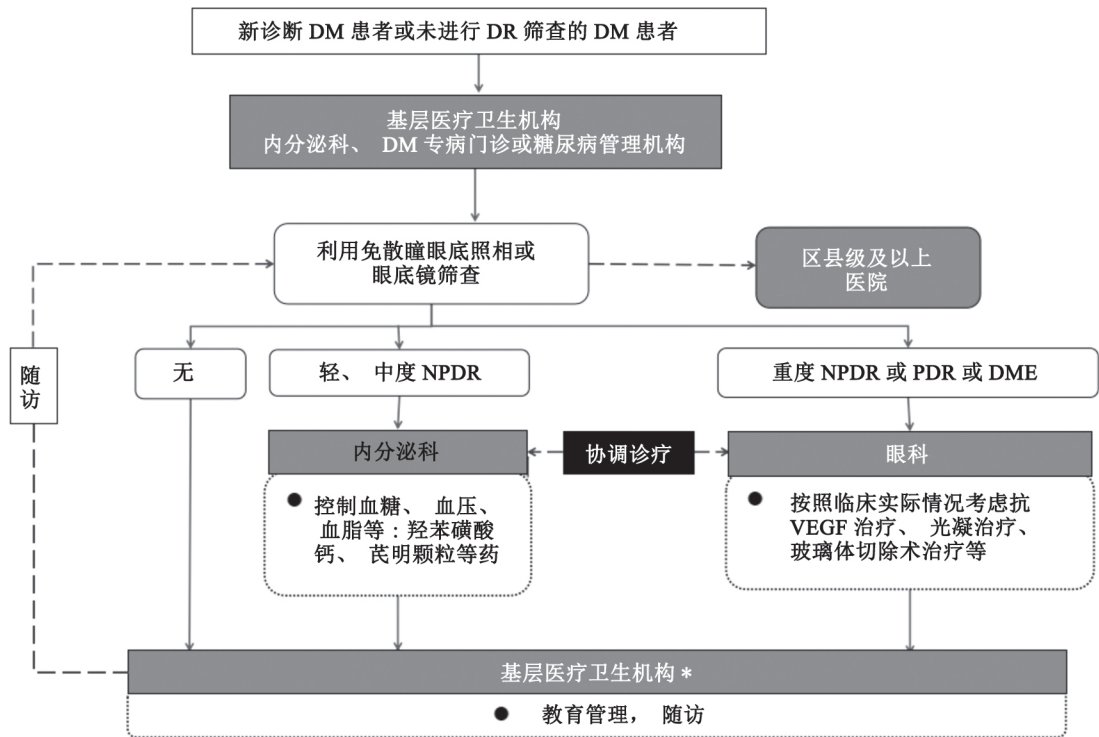 新诊断 DM 患者或未进行 DR 筛查的 DM 患者
基层医疗卫生机构
内分泌科、 DM 专病门诊或糖尿病管理机构
利用免散瞳眼底照相或
眼底镜筛查
区县级及以上
医院
随
访
无
轻、 中度 NPDR
重度 NPDR 或 PDR 或 DME
内分泌科
协调诊疗
眼科
● 控制血糖、 血压、
血脂等：羟苯磺酸
钙、 芪明颗粒等药
● 按照临床实际情况考虑抗
VEGF 治疗、 光凝治疗、
玻璃体切除术治疗等
基层医疗卫生机构 *
● 教育管理， 随访